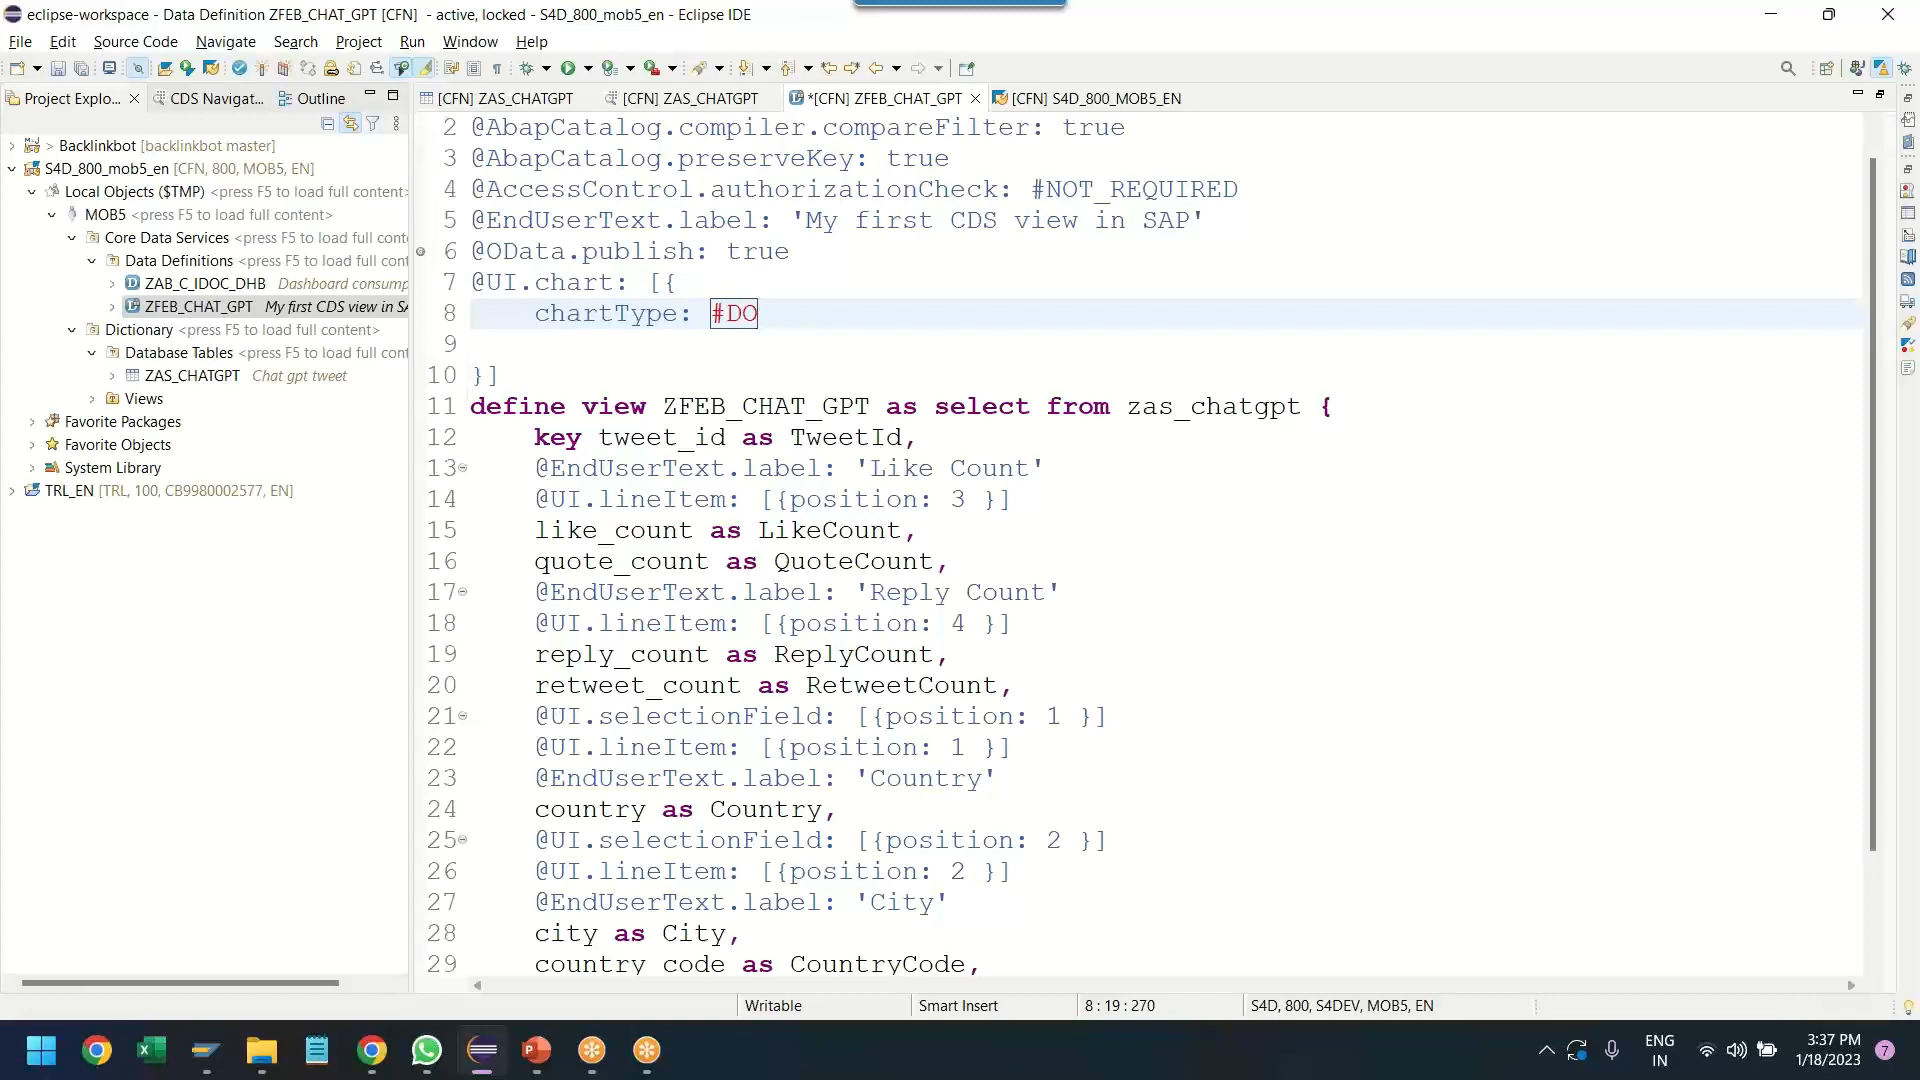 eclipse-workspace - Data Definition ZFEB_CHAT_GPT [CFN] - active, locked - S4D_800_mob5_en - Eclipse IDE
File Edit Source Code Navigate Search Project Run Window Help
Project Explo... CDS Navigat... Outline
[CFN] ZAS_CHATGPT [CFN] ZAS_CHATGPT *[CFN] ZFEB_CHAT_GPT [CFN] S4D_800_MOB5_EN
> Backlinkbot [backlinkbot master]
S4D_800_mob5_en [CFN, 800, MOB5, EN]
Local Objects ($TMP) <press F5 to load full content>
MOB5 <press F5 to load full content>
Core Data Services <press F5 to load full cont
Data Definitions <press F5 to load full con
ZAB_C_IDOC_DHB Dashboard consump
ZFEB_CHAT_GPT My first CDS view in SA
Dictionary <press F5 to load full content>
Database Tables <press F5 to load full con
ZAS_CHATGPT Chat gpt tweet
Views
Favorite Packages
Favorite Objects
System Library
TRL_EN [TRL, 100, CB9980002577, EN]
2 @AbapCatalog.compiler.compareFilter: true
3 @AbapCatalog.preserveKey: true
4 @AccessControl.authorizationCheck: #NOT_REQUIRED
5 @EndUserText.label: 'My first CDS view in SAP'
6 @OData.publish: true
7 @UI.chart: [{
8 chartType: #DO
9
10 }]
11 define view ZFEB_CHAT_GPT as select from zas_chatgpt {
12 key tweet_id as TweetId,
13 @EndUserText.label: 'Like Count'
14 @UI.lineItem: [{position: 3 }]
15 like_count as LikeCount,
16 quote_count as QuoteCount,
17 @EndUserText.label: 'Reply Count'
18 @UI.lineItem: [{position: 4 }]
19 reply_count as ReplyCount,
20 retweet_count as RetweetCount,
21 @UI.selectionField: [{position: 1 }]
22 @UI.lineItem: [{position: 1 }]
23 @EndUserText.label: 'Country'
24 country as Country,
25 @UI.selectionField: [{position: 2 }]
26 @UI.lineItem: [{position: 2 }]
27 @EndUserText.label: 'City'
28 city as City,
29 country_code as CountryCode,
Writable Smart Insert 8 : 19 : 270 S4D, 800, S4DEV, MOB5, EN
ENG
IN
3:37 PM
1/18/2023
7